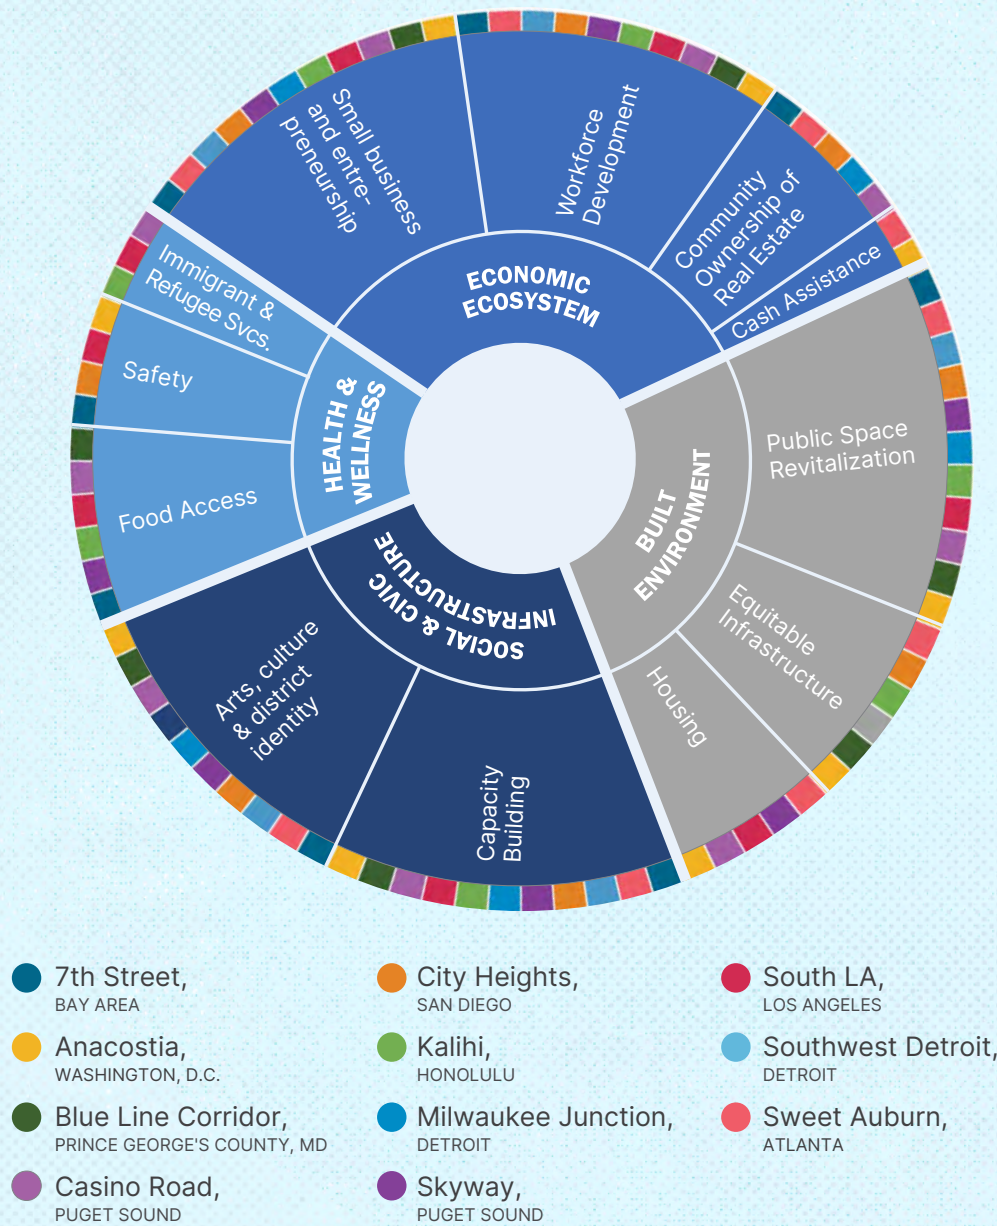 Small business
and entre-
preneurship
Workforce
Development
Community
Ownership of
Real Estate
Cash Assistance
ECONOMIC
ECOSYSTEM
Immigrant &
Refugee Svcs.
Safety
Food Access
HEALTH &
WELLNESS
Public Space
Revitalization
Equitable
Infrastructure
Housing
BUILT
ENVIRONMENT
SOCIAL & CIVIC
INFRASTRUCTURE
Arts, culture
& district
identity
Capacity
Building
7th Street,
BAY AREA
Anacostia,
WASHINGTON, D.C.
Blue Line Corridor,
PRINCE GEORGE'S COUNTY, MD
Casino Road,
PUGET SOUND
City Heights,
SAN DIEGO
Kalihi,
HONOLULU
Milwaukee Junction,
DETROIT
Skyway,
PUGET SOUND
South LA,
LOS ANGELES
Southwest Detroit,
DETROIT
Sweet Auburn,
ATLANTA